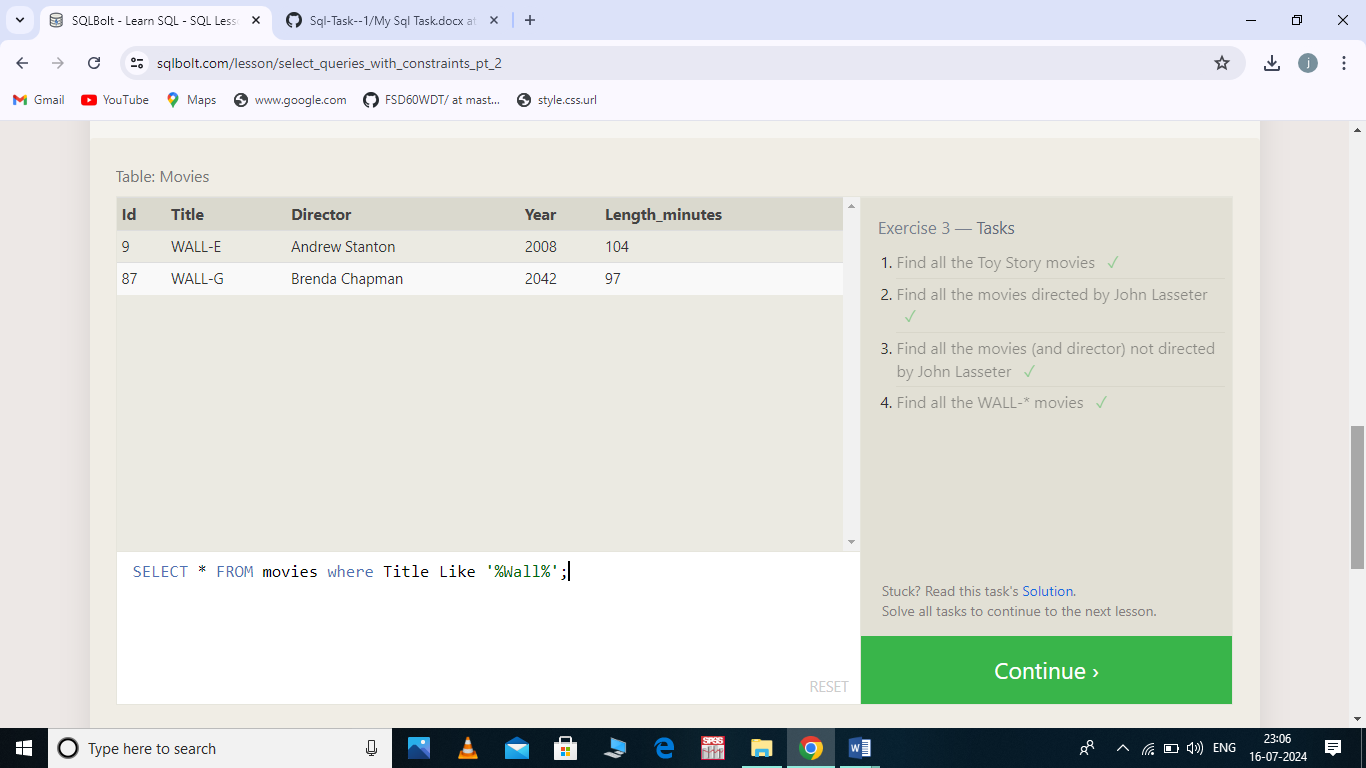 SQLBolt - Learn SQL - SQL Less
Sql-Task--1/My Sql Task.docx at
sqlbolt.com/lesson/select_queries_with_constraints_pt_2
j
Gmail
YouTube
Maps
www.google.com
FSD60WDT/ at mast...
style.css.url
Table: Movies
Id Title Director Year Length_minutes
9 WALL-E Andrew Stanton 2008 104
87 WALL-G Brenda Chapman 2042 97
SELECT * FROM movies where Title Like '%Wall%';
RESET
Exercise 3 — Tasks
1. Find all the Toy Story movies ✓
2. Find all the movies directed by John Lasseter
✓
3. Find all the movies (and director) not directed
by John Lasseter ✓
4. Find all the WALL-* movies ✓
Stuck? Read this task's Solution.
Solve all tasks to continue to the next lesson.
Continue ›
Type here to search
SPSS
ENG
23:06
16-07-2024